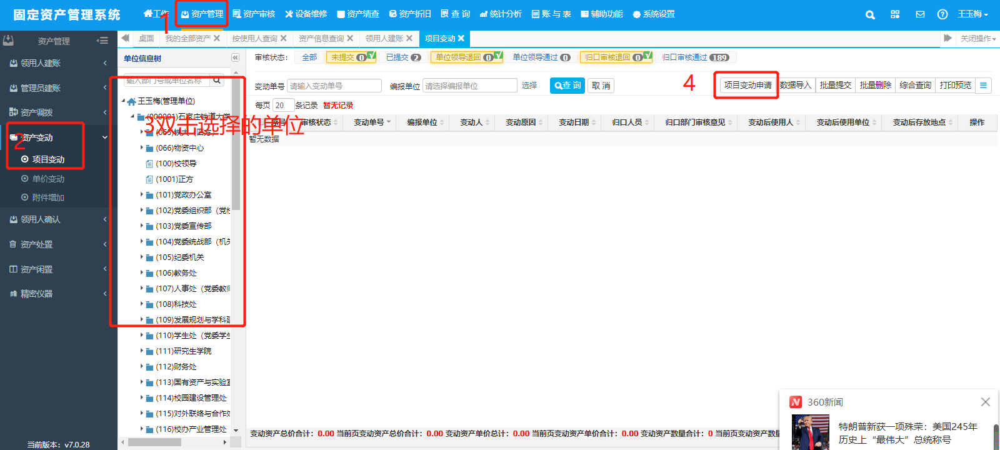 固定资产管理系统
工作
资产管理
资产审核
设备维修
资产清查
资产折旧
查 询
统计分析
账 与 表
辅助功能
系统设置
王玉梅
1
资产管理
桌面
我的全部资产
按使用人查询
资产信息查询
领用人建账
项目变动
关闭操作
领用人建账
管理员建账
资产调拨
资产变动
2
项目变动
单价变动
附件增加
领用人确认
资产处置
资产闲置
精密仪器
当前版本：v7.0.28
单位信息树
输入部门号或单位名称
王玉梅(管理单位)
(000001)石家庄铁道大学
3双击选择的单位
(066)物资中心
(100)校领导
(1001)正方
(101)党政办公室
(102)党委组织部（党校
(103)党委宣传部
(104)党委统战部（机关
(105)纪委机关
(106)教务处
(107)人事处（党委教师
(108)科技处
(109)发展规划与学科建
(110)学生处（党委学生
(111)研究生学院
(112)财务处
(113)国有资产与实验室
(114)校园建设管理处
(115)对外联络与合作处
(116)校办产业管理处
审核状态：
全部
未提交 0
已提交 2
单位领导退回 0
单位领导通过 0
归口审核退回 0
归口审核通过 189
变动单号
请输入变动单号
编报单位
请选择编报单位
选择
查 询
取 消
4
项目变动申请
数据导入
批量提交
批量删除
综合查询
打印预览
每页 20 条记录 暂无记录
审核状态
变动单号
编报单位
变动人
变动原因
变动日期
归口人员
归口部门审核意见
变动后使用人
变动后使用单位
变动后存放地点
操作
暂无数据
变动资产总价合计：0.00 当前页变动资产总价合计：0.00 变动资产单价总计：0.00 当前页变动资产单价合计：0.00 变动资产数量合计：0 当前页变动资产数量
360新闻
特朗普新获一项殊荣：美国245年
历史上“最伟大”总统称号